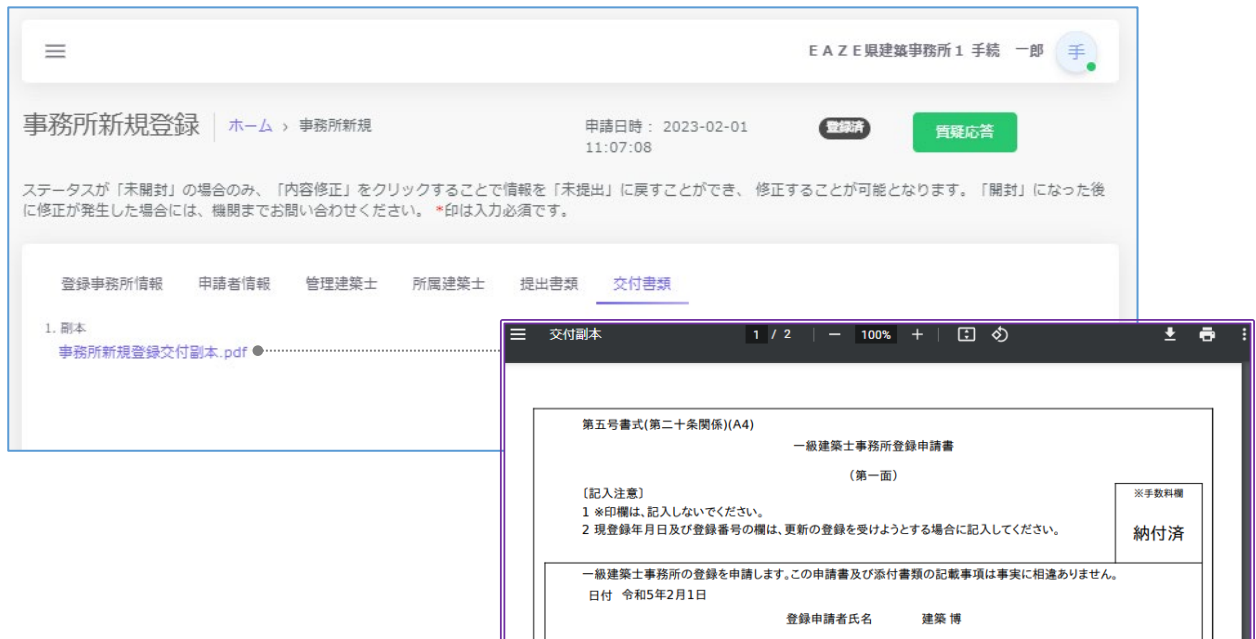 ＥＡＺＥ県建築事務所１ 手続　一郎
手
事務所新規登録
ホーム › 事務所新規
申請日時： 2023-02-01
11:07:08
登録済
質疑応答
ステータスが「未開封」の場合のみ、「内容修正」をクリックすることで情報を「未提出」に戻すことができ、 修正することが可能となります。「開封」になった後
に修正が発生した場合には、機関までお問い合わせください。 *印は入力必須です。
登録事務所情報
申請者情報
管理建築士
所属建築士
提出書類
交付書類
1. 副本
事務所新規登録交付副本.pdf
交付副本
1 / 2
100%
第五号書式(第二十条関係)(A4)
一級建築士事務所登録申請書
（第一面）
〔記入注意〕
1 ※印欄は、記入しないでください。
2 現登録年月日及び登録番号の欄は、更新の登録を受けようとする場合に記入してください。
※手数料欄
納付済
一級建築士事務所の登録を申請します。この申請書及び添付書類の記載事項は事実に相違ありません。
日付 令和5年2月1日
登録申請者氏名 建築 博